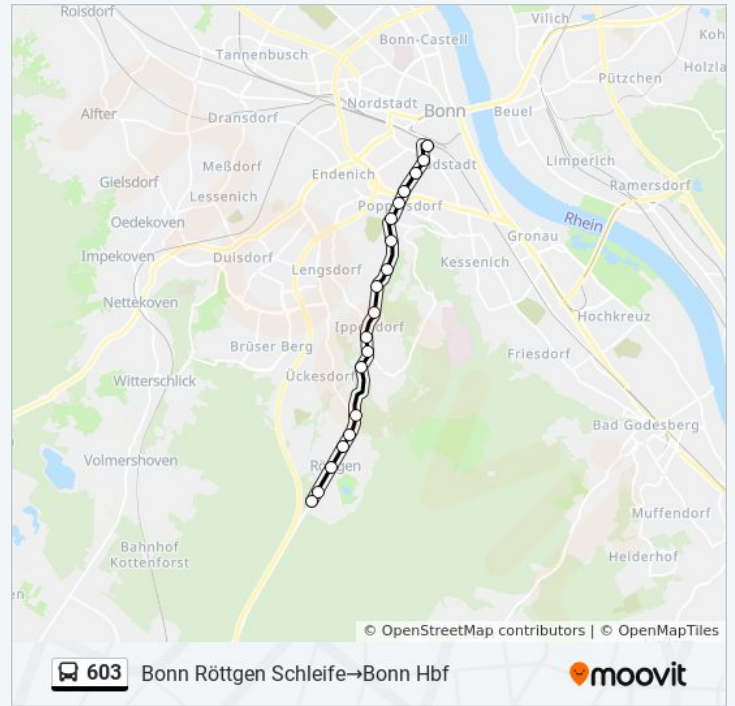 Roisdorf
Vilich
Bonn-Castell
Koh
Tannenbusch
Pützchen
Holzla
Nordstadt
Bonn
Beuel
Alfter
Dransdorf
Meßdorf
Endenich
dstadt
Limperich
Gielsdorf
Lessenich
Ramersdorf
Oedekoven
Poppelsdorf
Rhein
Gronau
Impekoven
Duisdorf
Lengsdorf
Kessenich
Nettekoven
Hochkreuz
Ippendorf
Brüser Berg
Friesdorf
Witterschlick
Ückesdorf
Bad Godesberg
Volmershoven
Röttgen
Muffendorf
Bahnhof
Kottenforst
Heiderhof
en
© OpenStreetMap contributors | © OpenMapTiles
603 Bonn Röttgen Schleife→Bonn Hbf
moovit